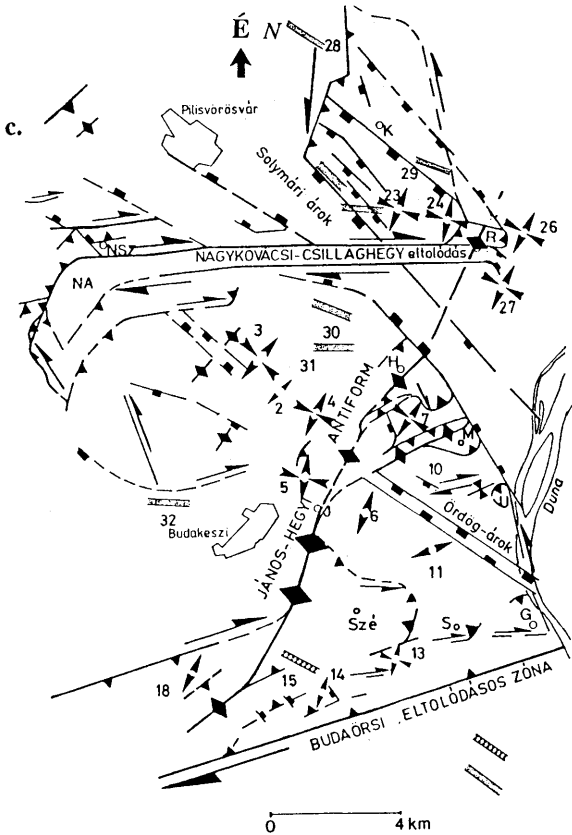 É N
28
c.
Pilisvörösvár
K
Solymári árok
29
23
24
26
R
NS
NAGYKOVÁCSI-CSILLAGHEGY eltolódás
NA
27
3
30
31
H
2
4
ANTIFORM
7
M
10
5
JÁNOS-HEGYI
32
Budakeszi
6
Ördög-árok
Duna
11
Szé
S
G
13
18
15
14
BUDAÖRSI ELTOLÓDÁSOS ZÓNA
0 4 km